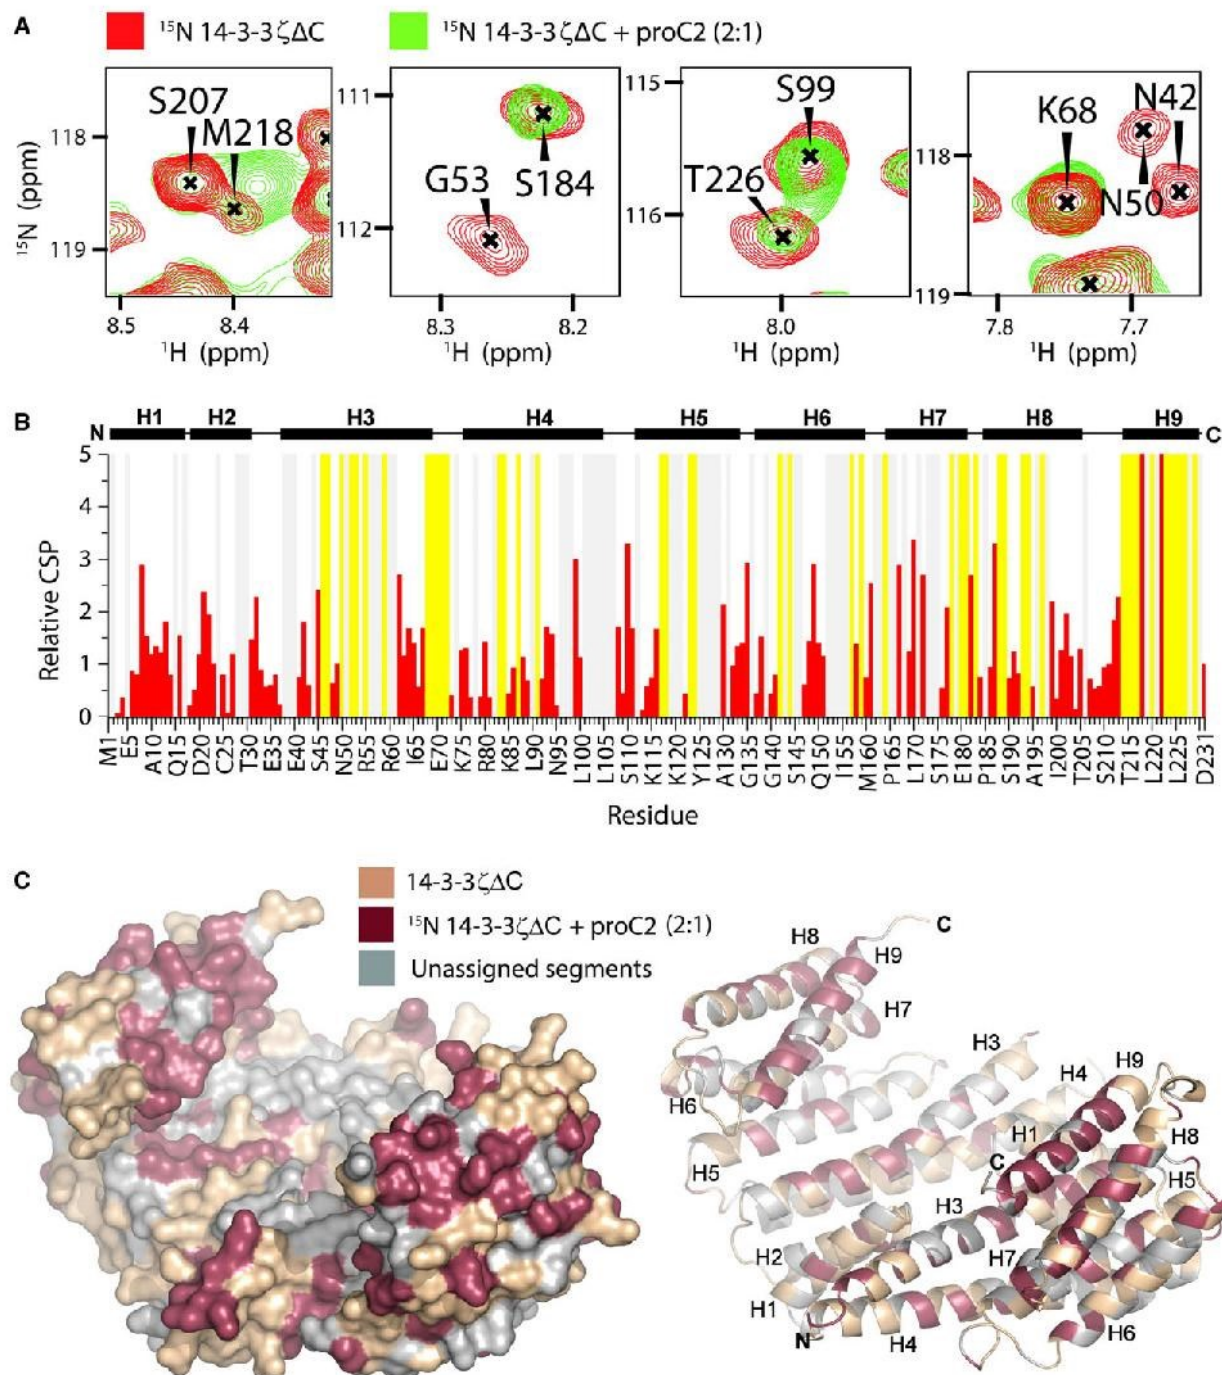 A
¹⁵N 14-3-3ζΔC
¹⁵N 14-3-3ζΔC + proC2 (2:1)
S207
M218
118
119
¹⁵N (ppm)
8.5 8.4
¹H (ppm)
111
112
G53
S184
8.3 8.2
¹H (ppm)
115
116
S99
T226
8.0
¹H (ppm)
118
119
K68
N42
N50
7.8 7.7
¹H (ppm)
B
N H1 H2 H3 H4 H5 H6 H7 H8 H9 C
5
4
3
2
1
0
Relative CSP
M1 E5 A10 Q15 D20 C25 T30 E35 E40 S45 N50 R55 R60 I65 E70 K75 R80 K85 L90 N95 L100 L105 S110 K115 K120 Y125 A130 G135 G140 S145 Q150 I155 M160 P165 L170 S175 E180 P185 S190 A195 I200 T205 S210 T215 L220 L225 D231
Residue
C
14-3-3ζΔC
¹⁵N 14-3-3ζΔC + proC2 (2:1)
Unassigned segments
H8
C
H9
H7
H3
H6
H4
H9
H1
H8
H5
C
H5
H3
H2
H7
H1
N
H4
H6